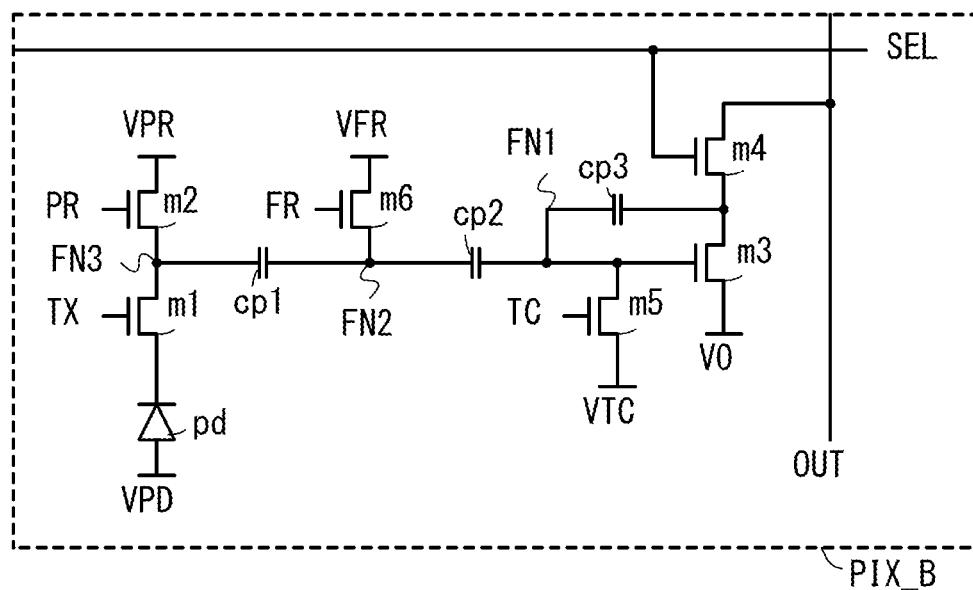 SEL
VPR
VFR
FN1
cp3
m4
PR
m2
FR
m6
cp2
FN3
m3
TX
m1
cp1
FN2
TC
m5
VO
VTC
pd
OUT
VPD
PIX_B